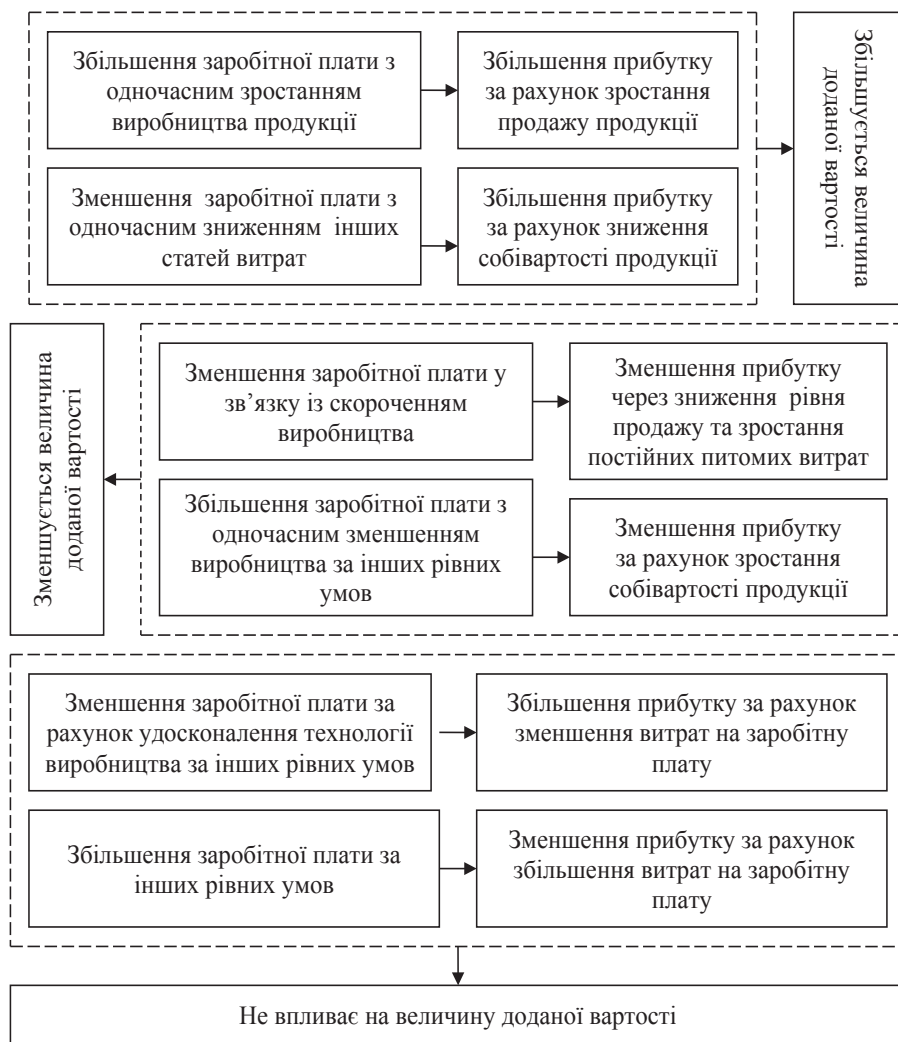 Збільшення заробітної плати з
одночасним зростанням
виробництва продукції
Збільшення прибутку
за рахунок зростання
продажу продукції
Зменшення заробітної плати з
одночасним зниженням інших
статей витрат
Збільшення прибутку
за рахунок зниження
собівартості продукції
Збільшується величина
доданої вартості
Зменшується величина
доданої вартості
Зменшення заробітної плати у
зв’язку із скороченням
виробництва
Зменшення прибутку
через зниження рівня
продажу та зростання
постійних питомих витрат
Збільшення заробітної плати з
одночасним зменшенням
виробництва за інших рівних
умов
Зменшення прибутку
за рахунок зростання
собівартості продукції
Зменшення заробітної плати за
рахунок удосконалення технології
виробництва за інших рівних умов
Збільшення прибутку за рахунок
зменшення витрат на заробітну
плату
Збільшення заробітної плати за
інших рівних умов
Зменшення прибутку за рахунок
збільшення витрат на заробітну
плату
Не впливає на величину доданої вартості